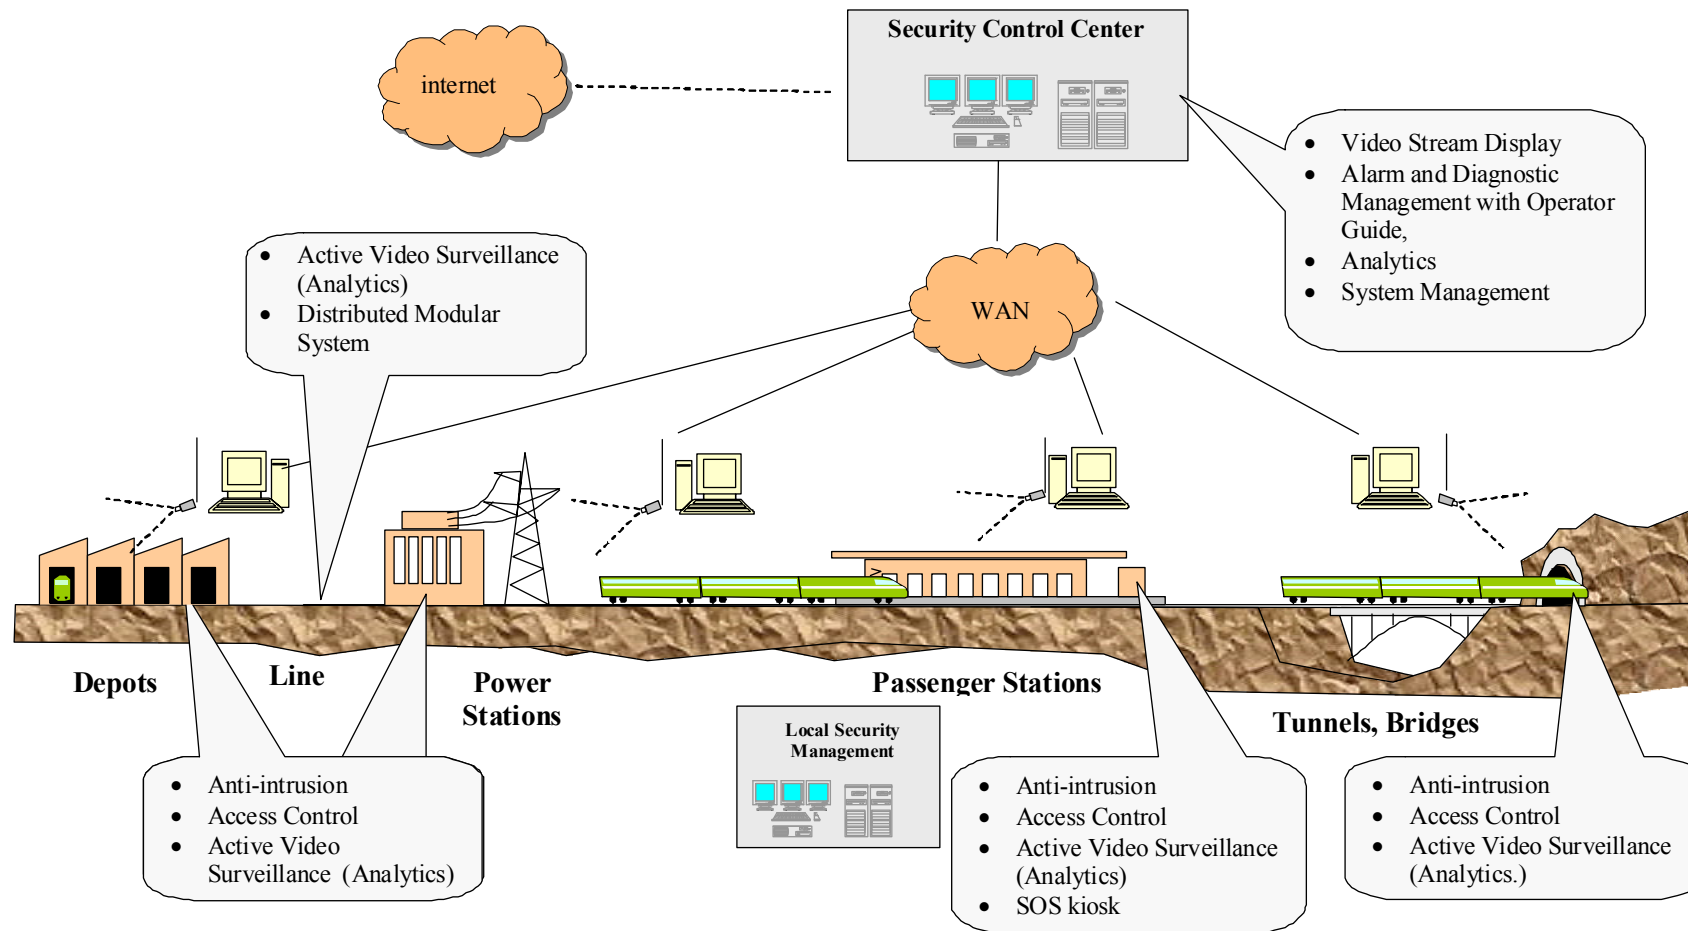 Security Control Center
internet
• Video Stream Display
• Alarm and Diagnostic
Management with Operator
Guide,
• Analytics
• System Management
• Active Video Surveillance
(Analytics)
• Distributed Modular
System
WAN
Depots
Line
Power
Stations
Passenger Stations
Tunnels, Bridges
Local Security
Management
• Anti-intrusion
• Access Control
• Active Video
Surveillance (Analytics)
• Anti-intrusion
• Access Control
• Active Video Surveillance
(Analytics)
• SOS kiosk
• Anti-intrusion
• Access Control
• Active Video Surveillance
(Analytics.)